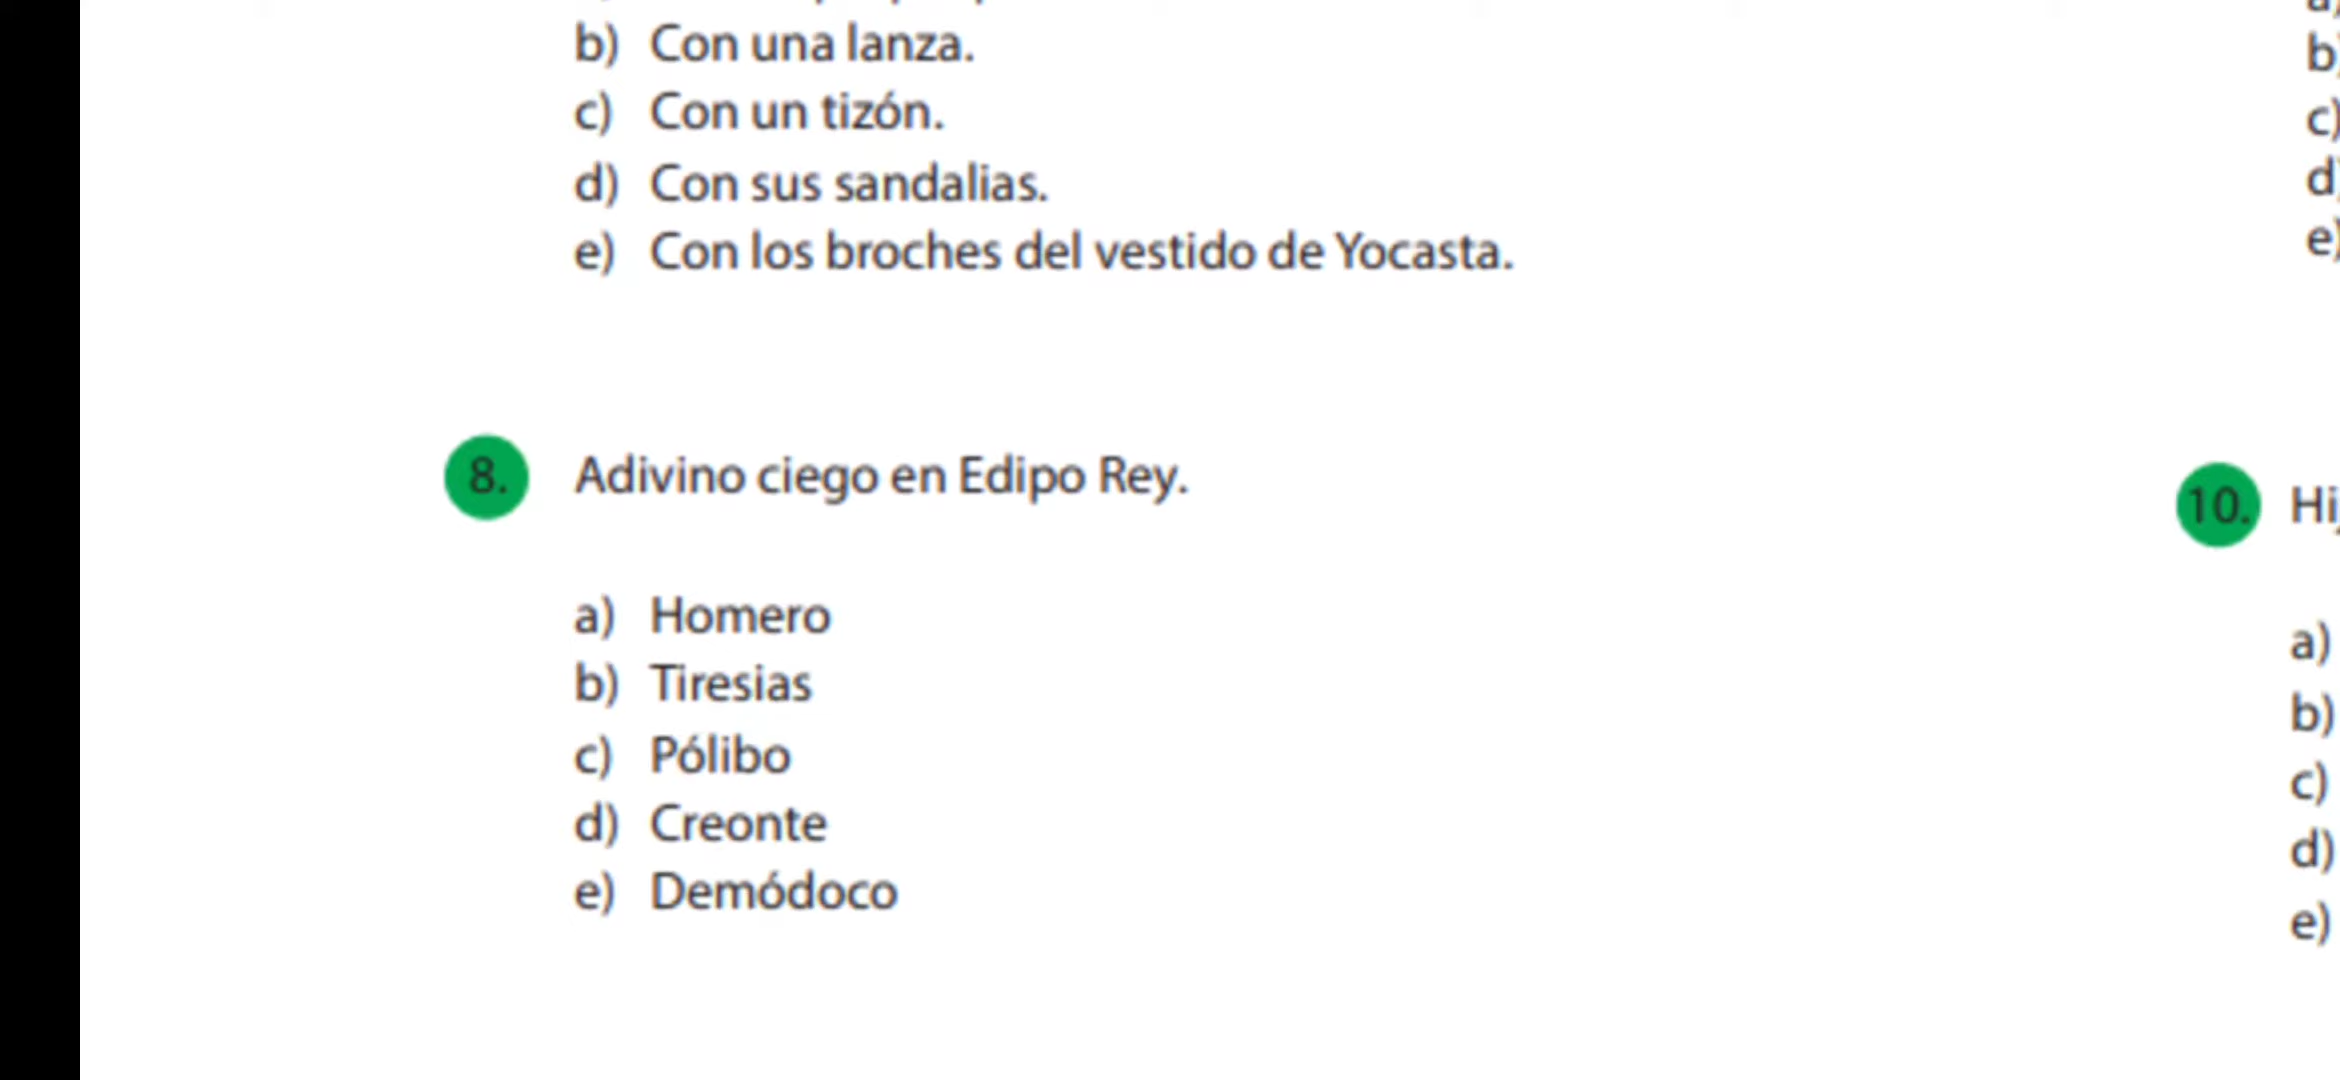 b) Con una lanza.
c) Con un tizón.
d) Con sus sandalias.
e) Con los broches del vestido de Yocasta.
8. Adivino ciego en Edipo Rey.
a) Homero
b) Tiresias
c) Pólibo
d) Creonte
e) Demódoco
b)
c)
d)
e)
10.
a)
b)
c)
d)
e)